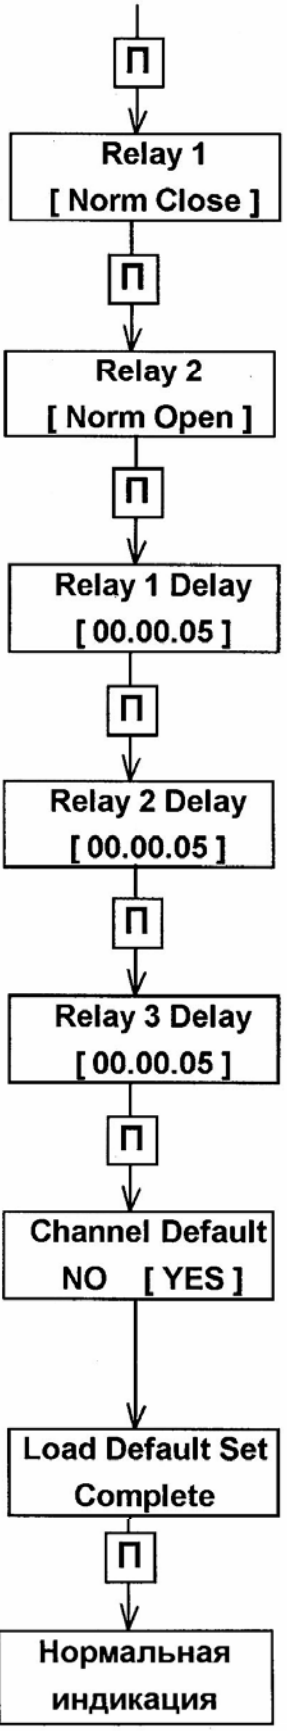 П
Relay 1
[ Norm Close ]
П
Relay 2
[ Norm Open ]
П
Relay 1 Delay
[ 00.00.05 ]
П
Relay 2 Delay
[ 00.00.05 ]
П
Relay 3 Delay
[ 00.00.05 ]
П
Channel Default
NO [ YES ]
Load Default Set
Complete
П
Нормальная
индикация